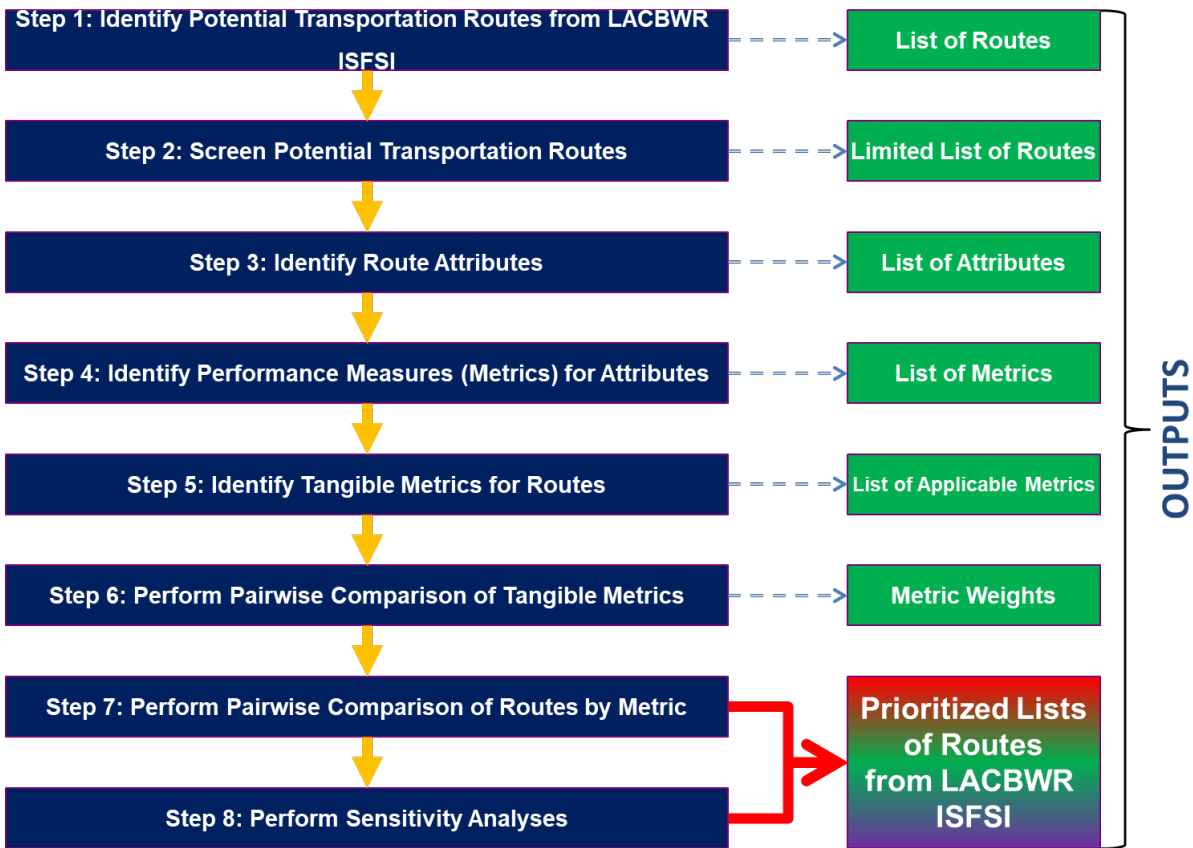 Step 1: Identify Potential Transportation Routes from LACBWR
ISFSI
List of Routes
Step 2: Screen Potential Transportation Routes
Limited List of Routes
Step 3: Identify Route Attributes
List of Attributes
Step 4: Identify Performance Measures (Metrics) for Attributes
List of Metrics
Step 5: Identify Tangible Metrics for Routes
List of Applicable Metrics
Step 6: Perform Pairwise Comparison of Tangible Metrics
Metric Weights
Step 7: Perform Pairwise Comparison of Routes by Metric
Step 8: Perform Sensitivity Analyses
Prioritized Lists
of Routes
from LACBWR
ISFSI
OUTPUTS